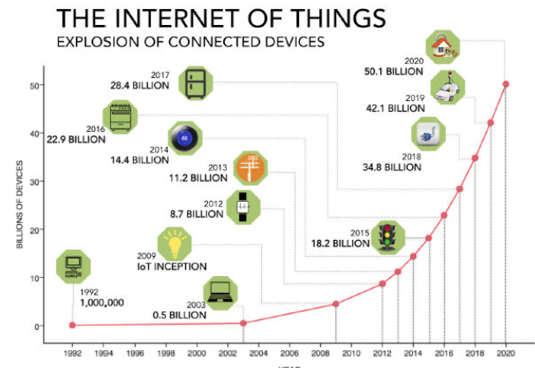 THE INTERNET OF THINGS
EXPLOSION OF CONNECTED DEVICES
2020
50.1 BILLION
2017
28.4 BILLION
2019
42.1 BILLION
2016
22.9 BILLION
2014
14.4 BILLION
2018
34.8 BILLION
2013
11.2 BILLION
2012
8.7 BILLION
2015
18.2 BILLION
2009
IoT INCEPTION
1992
1,000,000
2003
0.5 BILLION
BILLIONS OF DEVICES
50
40
30
20
10
0
1992 1994 1996 1998 2000 2002 2004 2006 2008 2010 2012 2014 2016 2018 2020